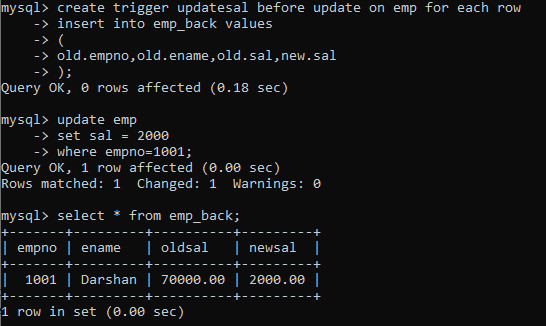 mysql> create trigger updatesal before update on emp for each row
    -> insert into emp_back values
    -> (
    -> old.empno,old.ename,old.sal,new.sal
    -> );
Query OK, 0 rows affected (0.18 sec)

mysql> update emp
    -> set sal = 2000
    -> where empno=1001;
Query OK, 1 row affected (0.00 sec)
Rows matched: 1  Changed: 1  Warnings: 0

mysql> select * from emp_back;
+-------+---------+----------+---------+
| empno | ename   | oldsal   | newsal  |
+-------+---------+----------+---------+
|  1001 | Darshan | 70000.00 | 2000.00 |
+-------+---------+----------+---------+
1 row in set (0.00 sec)